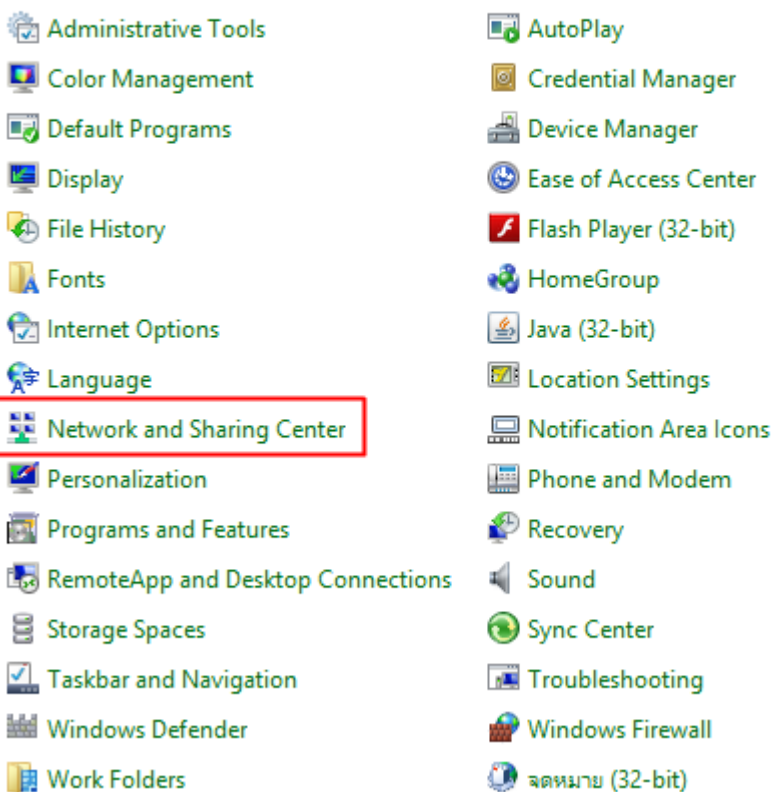 Administrative Tools
AutoPlay
Color Management
Credential Manager
Default Programs
Device Manager
Display
Ease of Access Center
File History
Flash Player (32-bit)
Fonts
HomeGroup
Internet Options
Java (32-bit)
Language
Location Settings
Network and Sharing Center
Notification Area Icons
Personalization
Phone and Modem
Programs and Features
Recovery
RemoteApp and Desktop Connections
Sound
Storage Spaces
Sync Center
Taskbar and Navigation
Troubleshooting
Windows Defender
Windows Firewall
Work Folders
จดหมาย (32-bit)